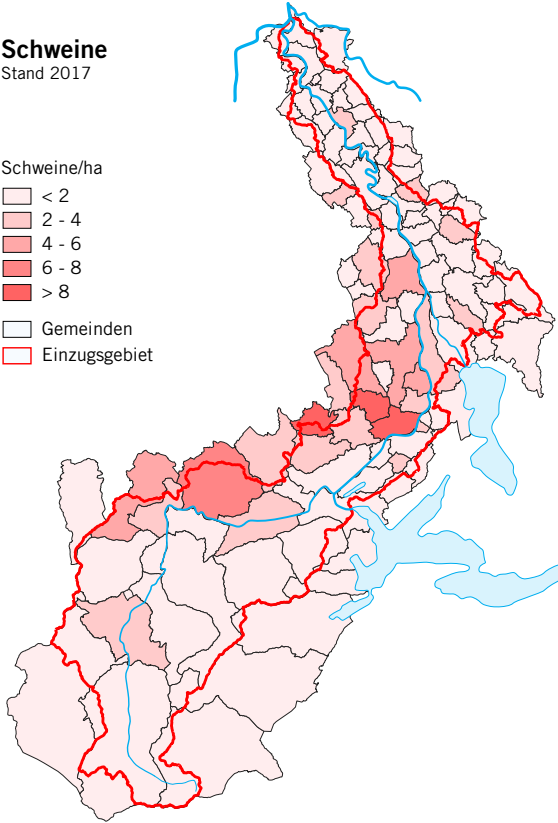 Schweine
Stand 2017
Schweine/ha
< 2
2 - 4
4 - 6
6 - 8
> 8
Gemeinden
Einzugsgebiet